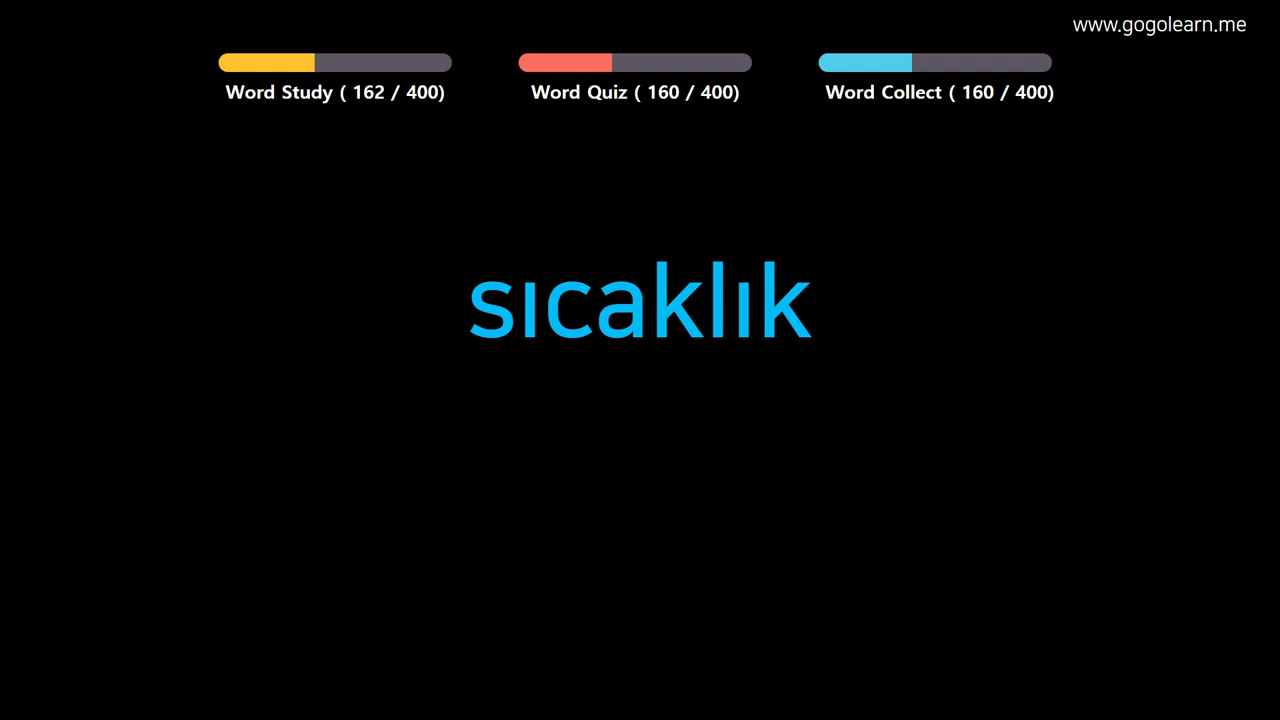 www.gogolearn.me
Word Study ( 162 / 400)
Word Quiz ( 160 / 400)
Word Collect ( 160 / 400)
sıcaklık